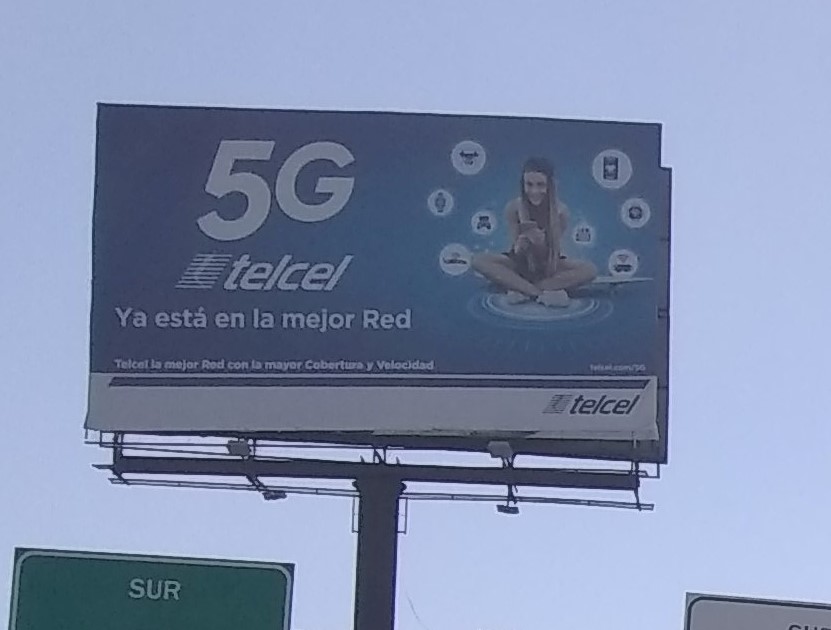 5G
telcel
Ya está en la mejor Red
Telcel la mejor Red con la mayor Cobertura y Velocidad
telcel.com/5G
telcel
SUR